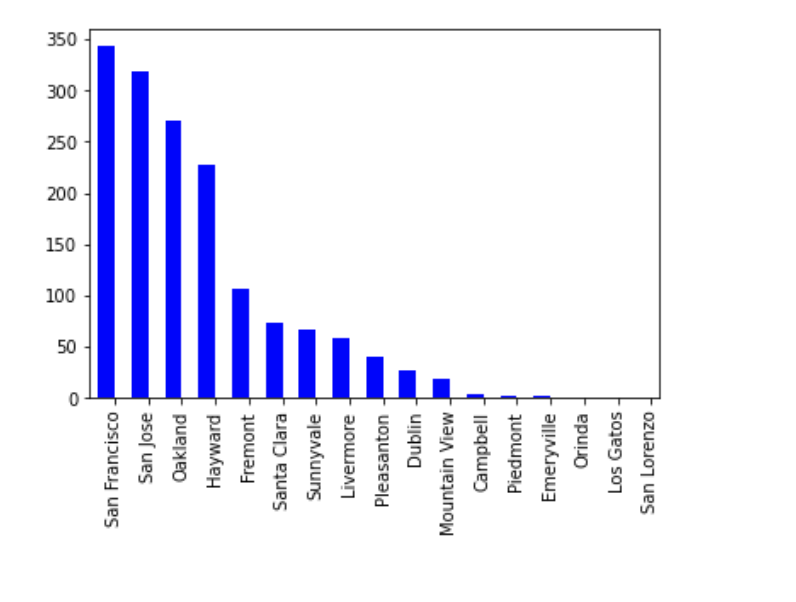 350
300
250
200
150
100
50
0
San Francisco
San Jose
Oakland
Hayward
Fremont
Santa Clara
Sunnyvale
Livermore
Pleasanton
Dublin
Mountain View
Campbell
Piedmont
Emeryville
Orinda
Los Gatos
San Lorenzo